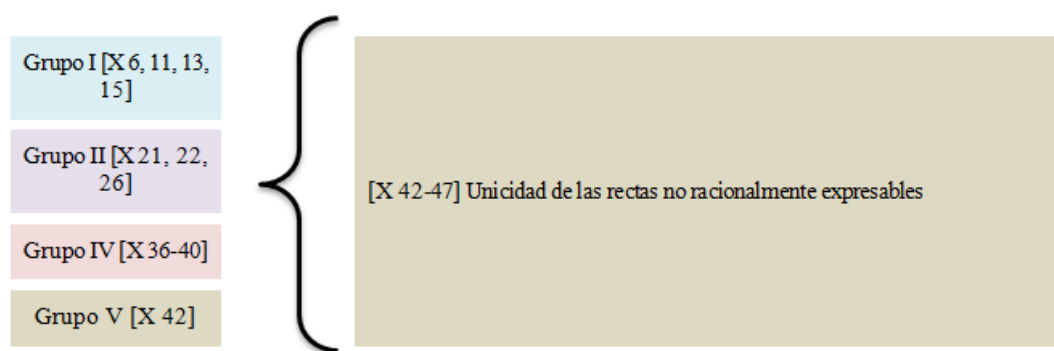 Grupo I [X 6, 11, 13,
15]
Grupo II [X 21, 22,
26]
Grupo IV [X 36-40]
Grupo V [X 42]
[X 42-47] Unicidad de las rectas no racionalmente expresables